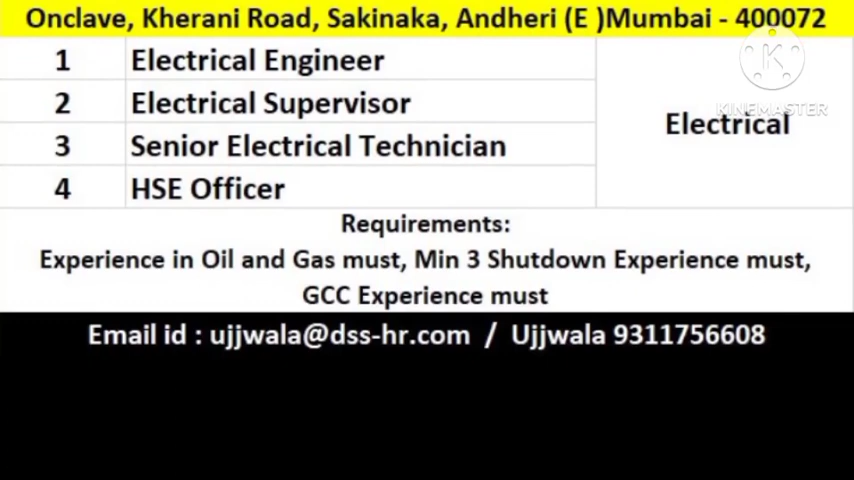 Onclave, Kherani Road, Sakinaka, Andheri (E )Mumbai - 400072
1 Electrical Engineer
2 Electrical Supervisor
3 Senior Electrical Technician
4 HSE Officer
Electrical
KINEMASTER
Requirements:
Experience in Oil and Gas must, Min 3 Shutdown Experience must,
GCC Experience must
Email id : ujjwala@dss-hr.com / Ujjwala 9311756608